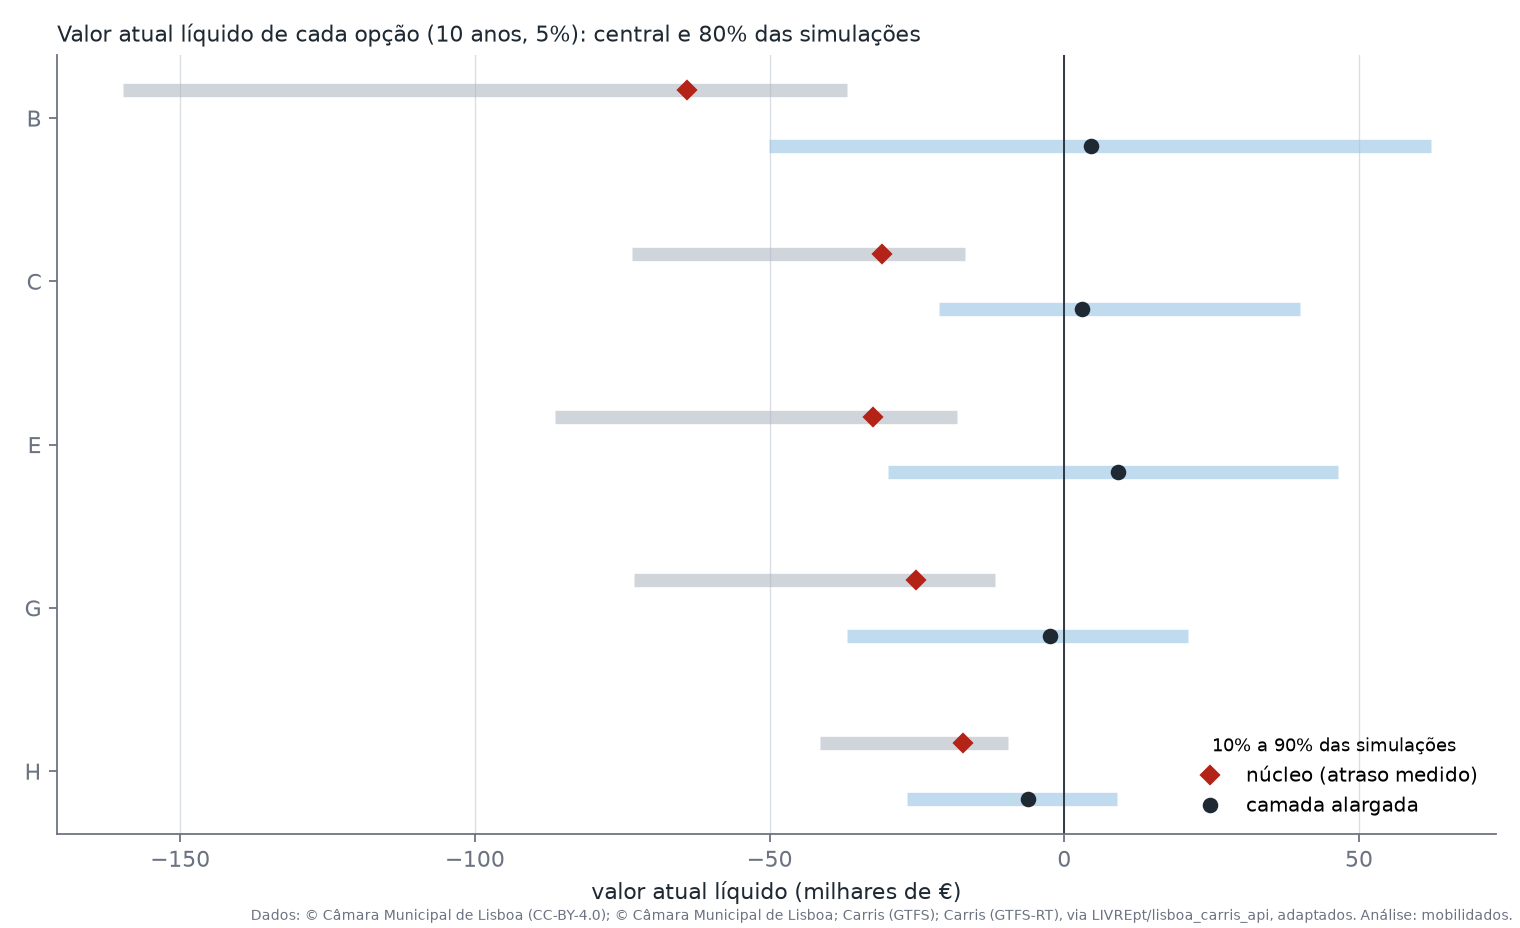 Valor atual líquido de cada opção (10 anos, 5%): central e 80% das simulações
B
C
E
G
H
10% a 90% das simulações
núcleo (atraso medido)
camada alargada
−150 −100 −50 0 50
valor atual líquido (milhares de €)
Dados: © Câmara Municipal de Lisboa (CC-BY-4.0); © Câmara Municipal de Lisboa; Carris (GTFS); Carris (GTFS-RT), via LIVREpt/lisboa_carris_api, adaptados. Análise: mobilidados.